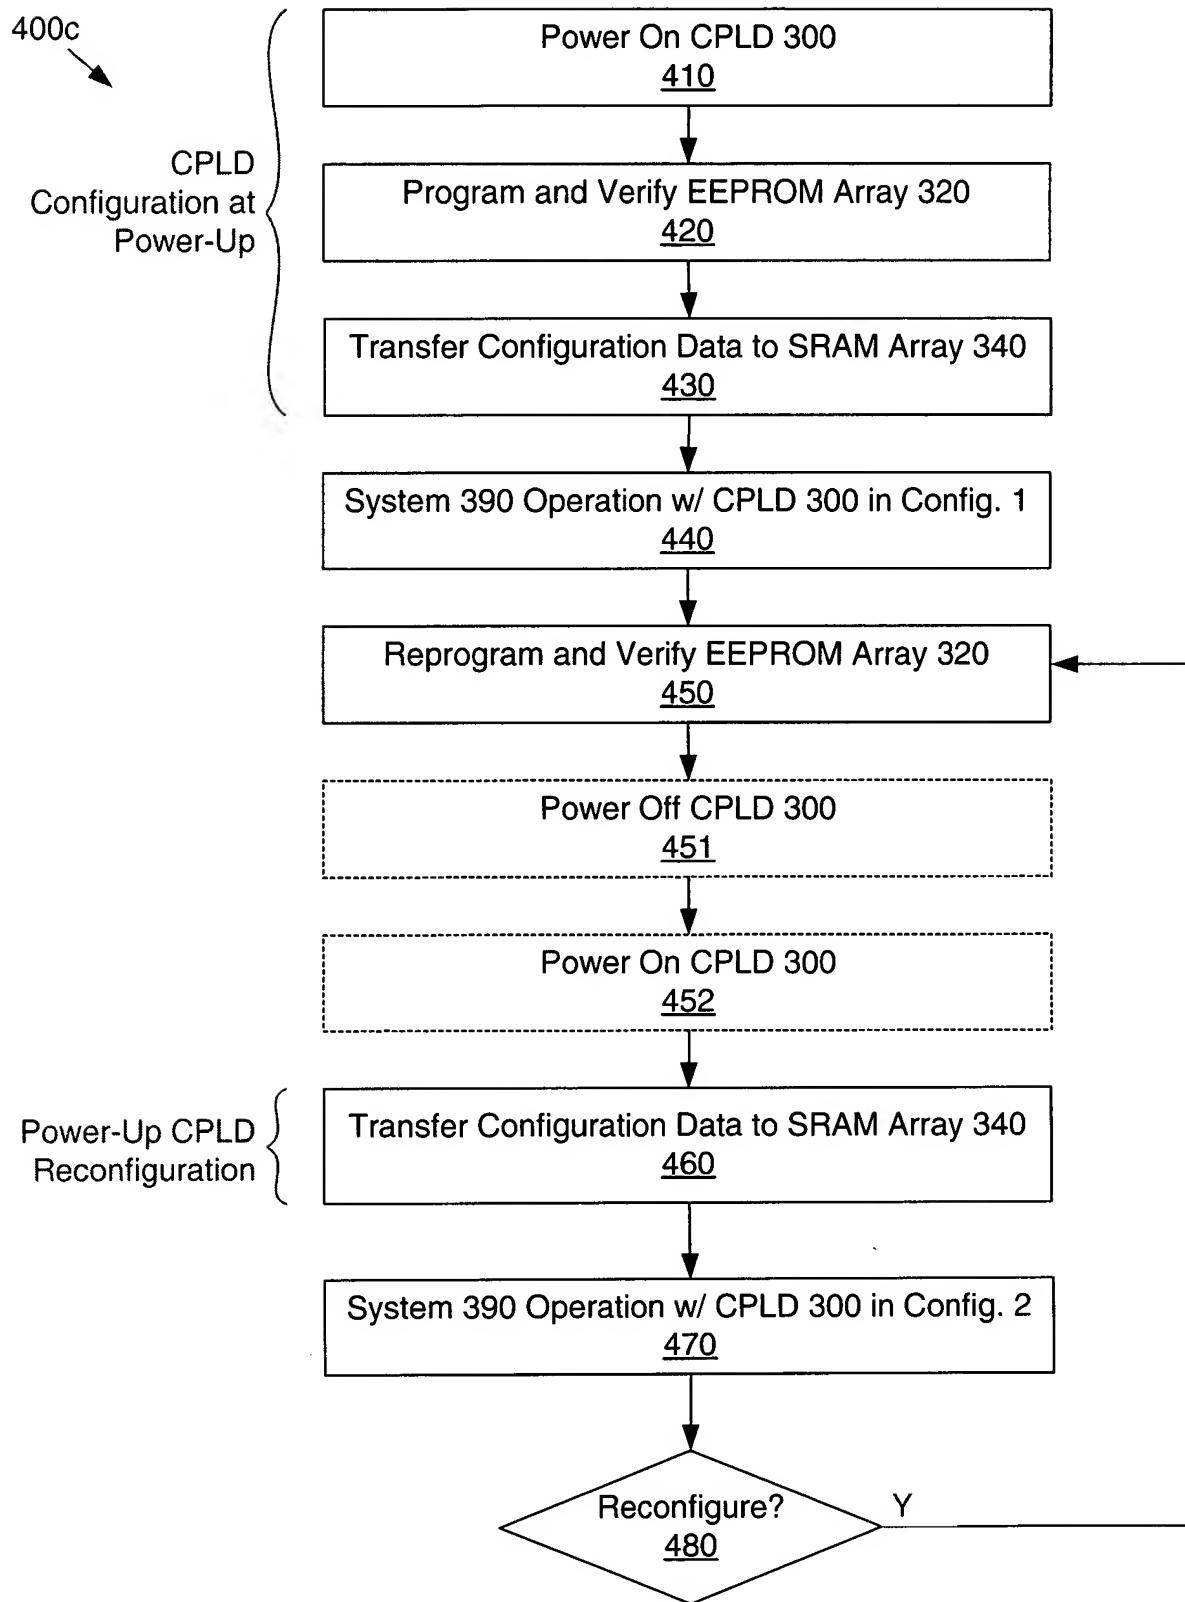 400c
Power On CPLD 300
410
CPLD
Configuration at
Power-Up
Program and Verify EEPROM Array 320
420
Transfer Configuration Data to SRAM Array 340
430
System 390 Operation w/ CPLD 300 in Config. 1
440
Reprogram and Verify EEPROM Array 320
450
Power Off CPLD 300
451
Power On CPLD 300
452
Power-Up CPLD
Reconfiguration
Transfer Configuration Data to SRAM Array 340
460
System 390 Operation w/ CPLD 300 in Config. 2
470
Reconfigure?
480
Y